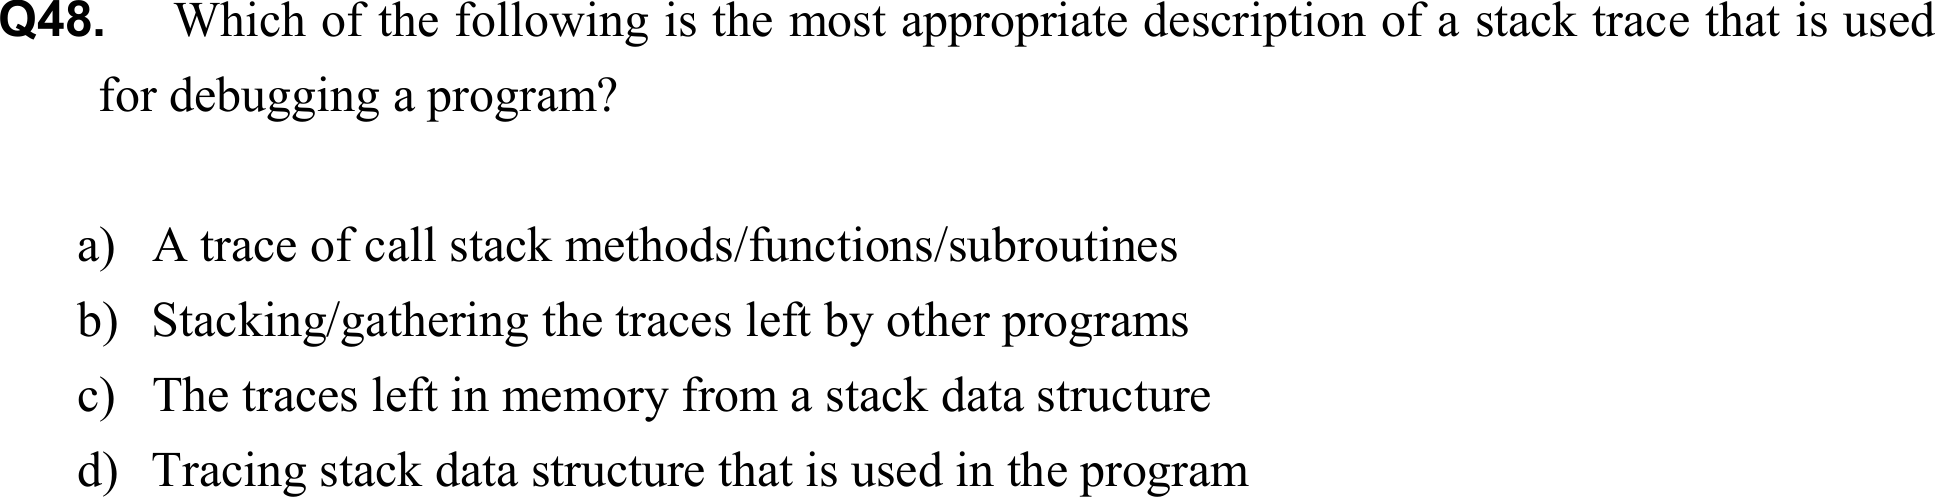 Q48. Which of the following is the most appropriate description of a stack trace that is used
for debugging a program?
a) A trace of call stack methods/functions/subroutines
b) Stacking/gathering the traces left by other programs
c) The traces left in memory from a stack data structure
d) Tracing stack data structure that is used in the program